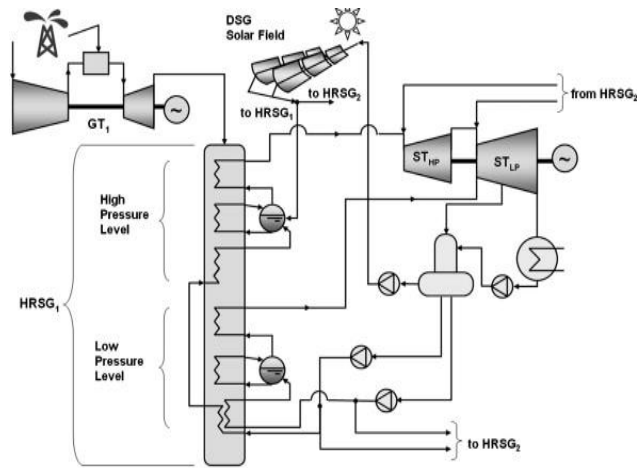 DSG
Solar Field
to HRSG2
to HRSG1
from HRSG2
GT1
~
STHP
STLP
~
High
Pressure
Level
HRSG1
Low
Pressure
Level
to HRSG2